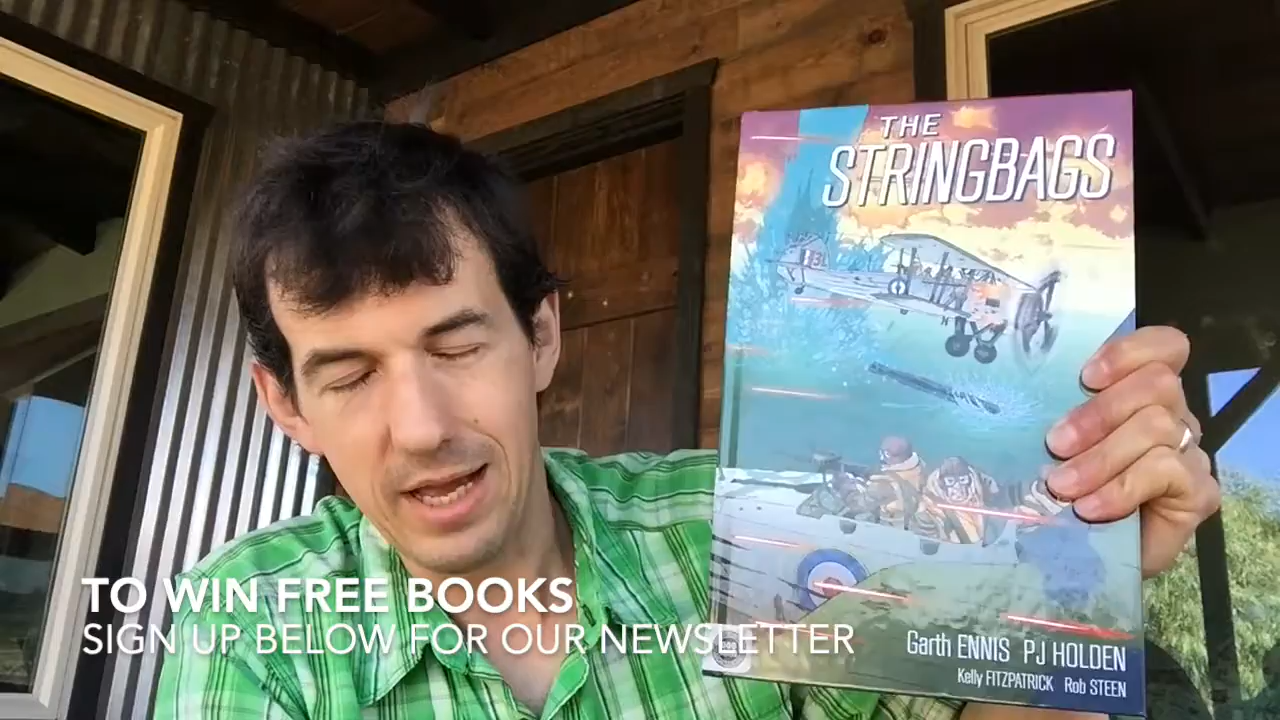 THE
STRINGBAGS
Garth ENNIS PJ HOLDEN
Kelly FITZPATRICK Rob STEEN
TO WIN FREE BOOKS
SIGN UP BELOW FOR OUR NEWSLETTER